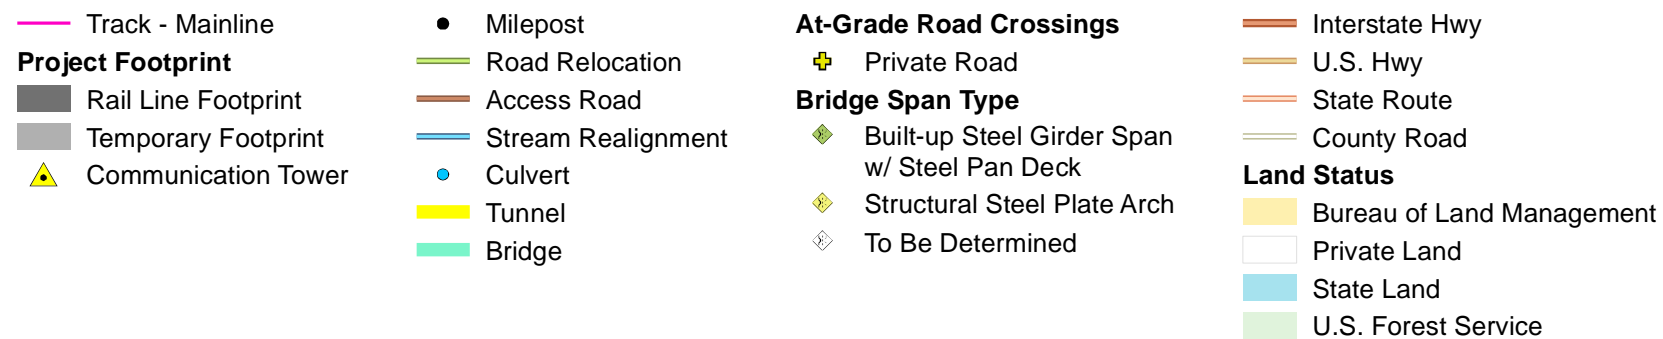 Track - Mainline
Project Footprint
Rail Line Footprint
Temporary Footprint
Communication Tower
Milepost
Road Relocation
Access Road
Stream Realignment
Culvert
Tunnel
Bridge
At-Grade Road Crossings
Private Road
Bridge Span Type
Built-up Steel Girder Span
w/ Steel Pan Deck
Structural Steel Plate Arch
To Be Determined
Interstate Hwy
U.S. Hwy
State Route
County Road
Land Status
Bureau of Land Management
Private Land
State Land
U.S. Forest Service